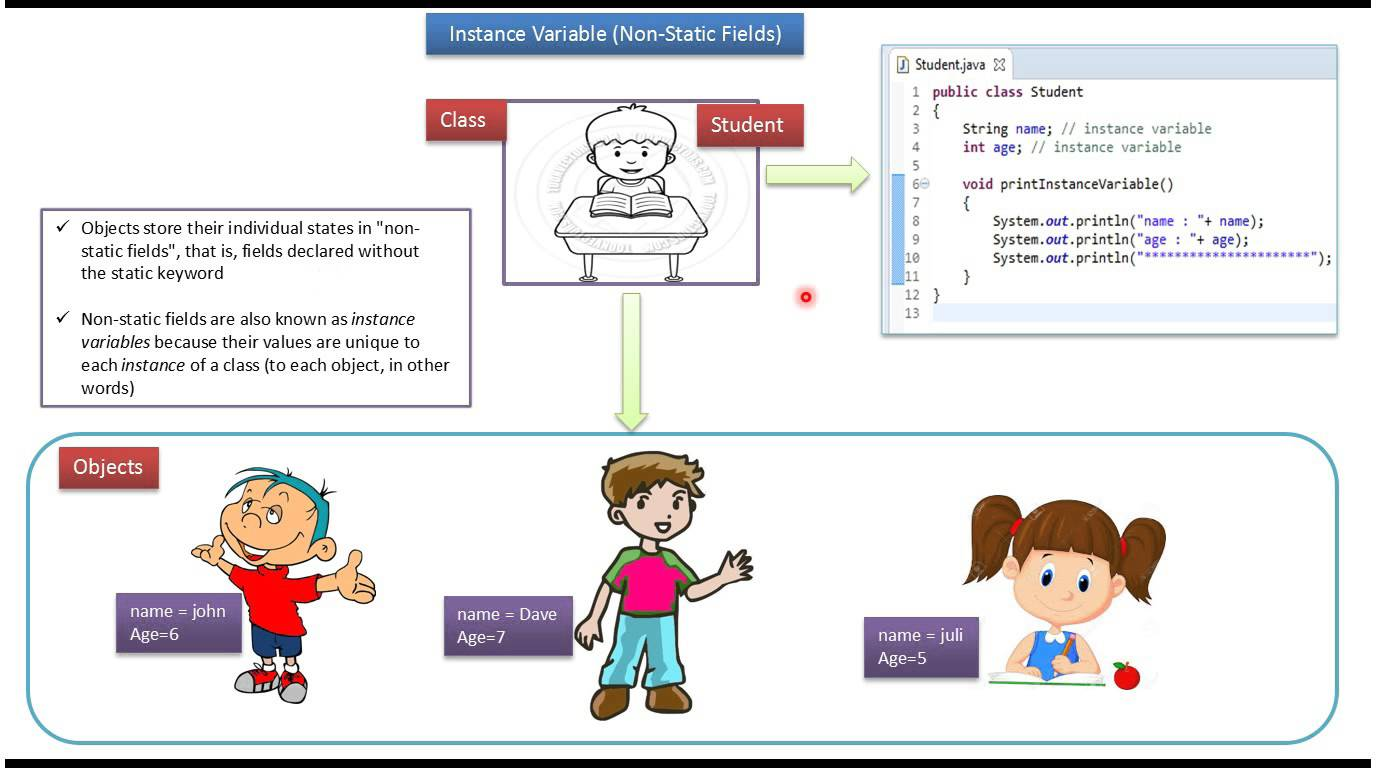 Instance Variable (Non-Static Fields)
Class
Student
Student.java
1 public class Student
2 {
3 String name; // instance variable
4 int age; // instance variable
5
6 void printInstanceVariable()
7 {
8 System.out.println("name : "+ name);
9 System.out.println("age : "+ age);
10 System.out.println("**********************");
11 }
12 }
13
✓ Objects store their individual states in "non-
static fields", that is, fields declared without
the static keyword
✓ Non-static fields are also known as instance
variables because their values are unique to
each instance of a class (to each object, in other
words)
Objects
name = john
Age=6
name = Dave
Age=7
name = juli
Age=5